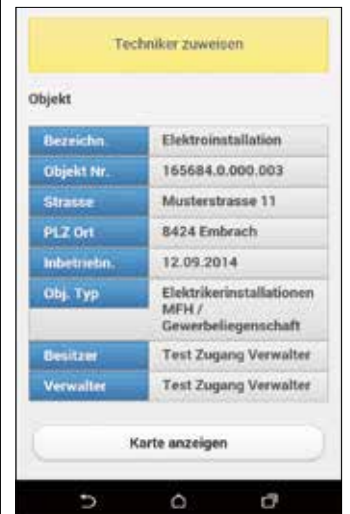 Techniker zuweisen
Objekt
Bezeichn. Elektroinstallation
Objekt Nr. 165684.0.000.003
Strasse Musterstrasse 11
PLZ Ort 8424 Embrach
Inbetriebn. 12.09.2014
Obj. Typ Elektrikerinstallationen
MFH /
Gewerbeliegenschaft
Besitzer Test Zugang Verwalter
Verwalter Test Zugang Verwalter
Karte anzeigen